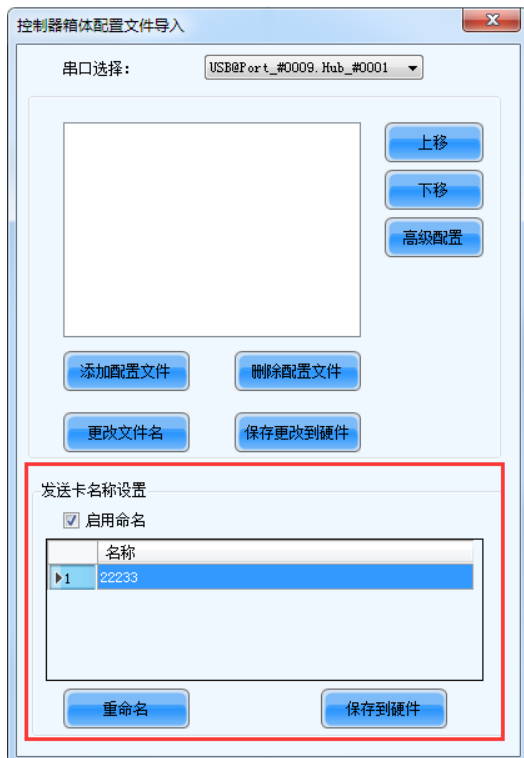 控制器箱体配置文件导入
串口选择： USB@Port_#0009.Hub_#0001
上移
下移
高级配置
添加配置文件 删除配置文件
更改文件名 保存更改到硬件
发送卡名称设置
启用命名
名称
1 22233
重命名 保存到硬件